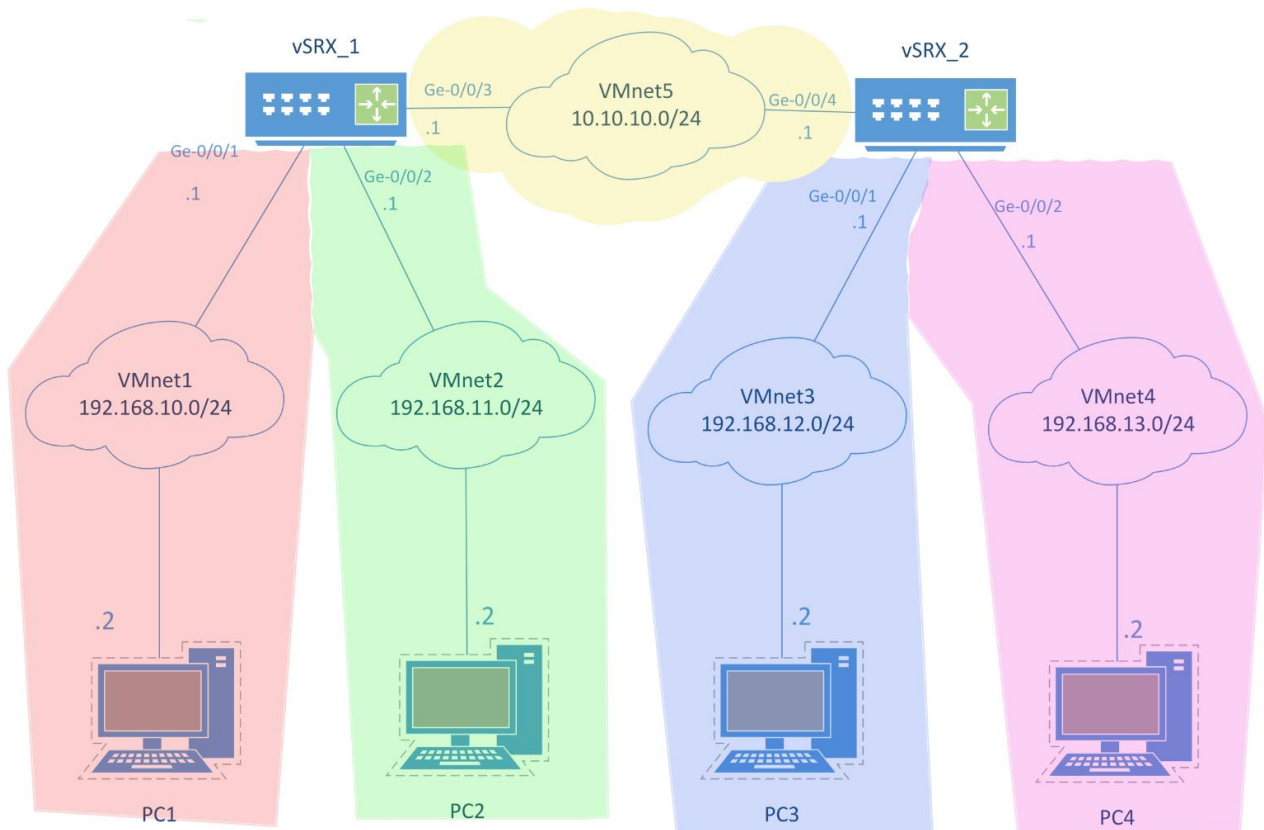 vSRX_1
vSRX_2
Ge-0/0/3
.1
VMnet5
10.10.10.0/24
Ge-0/0/4
.1
Ge-0/0/1
.1
Ge-0/0/2
.1
Ge-0/0/1
.1
Ge-0/0/2
.1
VMnet1
192.168.10.0/24
VMnet2
192.168.11.0/24
VMnet3
192.168.12.0/24
VMnet4
192.168.13.0/24
.2
.2
.2
.2
PC1
PC2
PC3
PC4